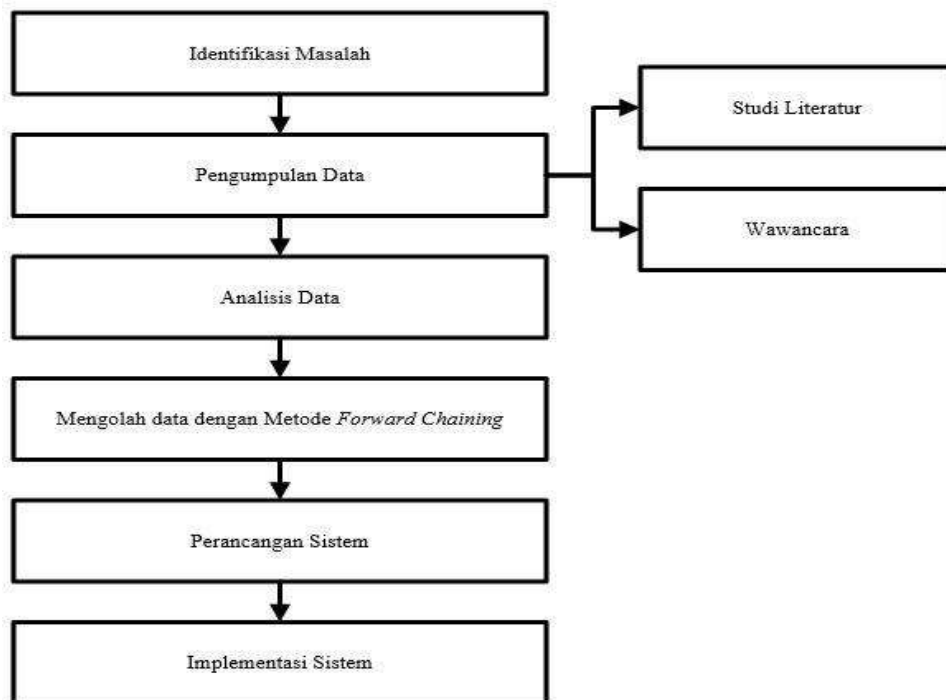 Identifikasi Masalah
Pengumpulan Data
Studi Literatur
Wawancara
Analisis Data
Mengolah data dengan Metode Forward Chaining
Perancangan Sistem
Implementasi Sistem